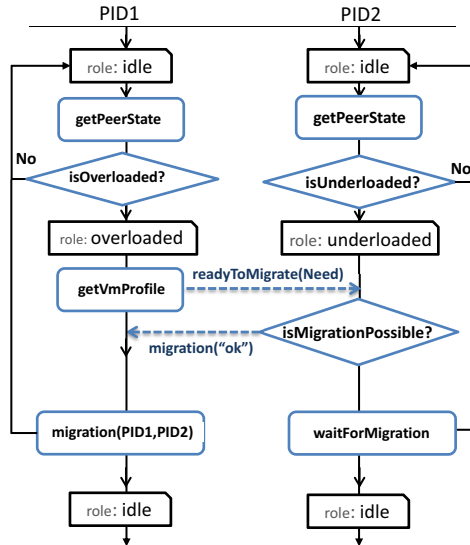 PID1 PID2
role: idle role: idle
getPeerState getPeerState
No No
isOverloaded? isUnderloaded?
role: overloaded role: underloaded
readyToMigrate(Need)
getVmProfile
isMigrationPossible?
migration(“ok”)
migration(PID1,PID2) waitForMigration
role: idle role: idle